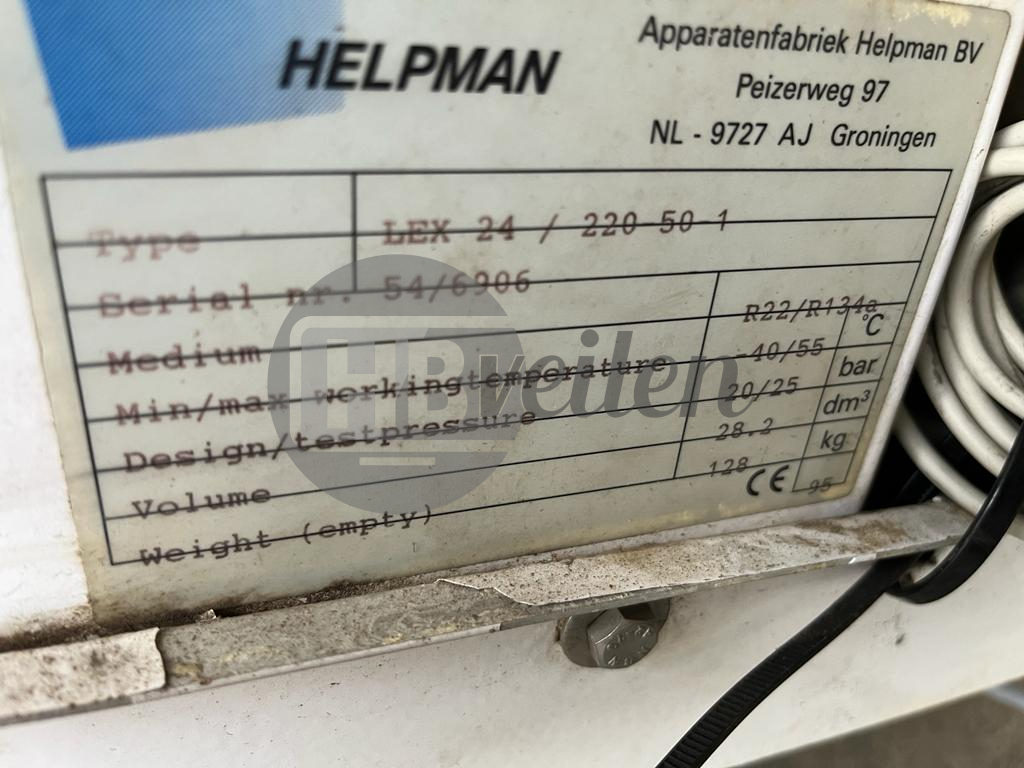 HELPMAN
Apparatenfabriek Helpman BV
Peizerweg 97
NL - 9727 AJ Groningen
Type LEX 24 / 220 50-1
Serial nr. 54/6906
Medium R22/R134a
Min/max workingtemperature -40/55 °C
Design/testpressure 20/25 bar
Volume 28.2 dm³
Weight (empty) 128 kg
CE 95
HBveilen